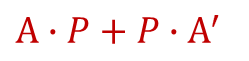 A · P + P · A′